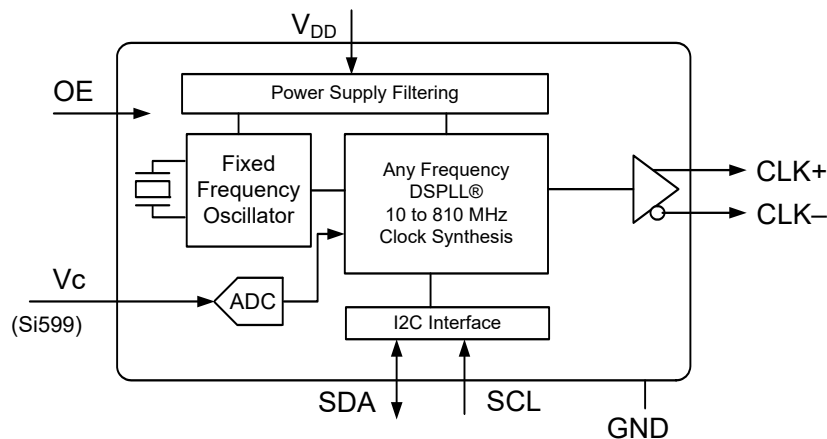 V_DD
OE
Power Supply Filtering
Fixed
Frequency
Oscillator
Any Frequency
DSPLL®
10 to 810 MHz
Clock Synthesis
CLK+
CLK–
Vc
(Si599)
ADC
I2C Interface
SDA
SCL
GND